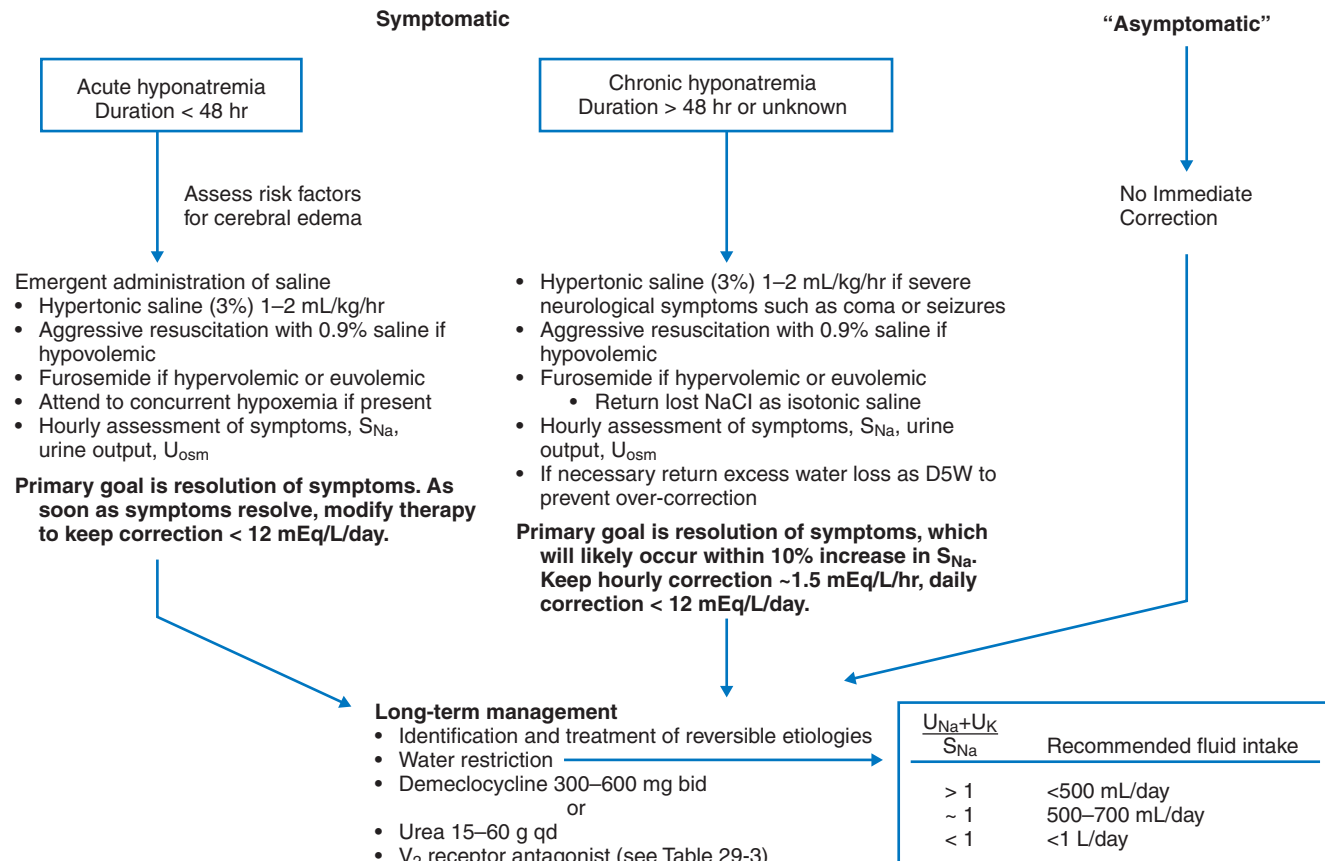 Symptomatic
“Asymptomatic”
Acute hyponatremia
Duration < 48 hr
Chronic hyponatremia
Duration > 48 hr or unknown
Assess risk factors
for cerebral edema
No Immediate
Correction
Emergent administration of saline
• Hypertonic saline (3%) 1–2 mL/kg/hr
• Aggressive resuscitation with 0.9% saline if
hypovolemic
• Furosemide if hypervolemic or euvolemic
• Attend to concurrent hypoxemia if present
• Hourly assessment of symptoms, SNa,
urine output, Uosm
Primary goal is resolution of symptoms. As
soon as symptoms resolve, modify therapy
to keep correction < 12 mEq/L/day.
• Hypertonic saline (3%) 1–2 mL/kg/hr if severe
neurological symptoms such as coma or seizures
• Aggressive resuscitation with 0.9% saline if
hypovolemic
• Furosemide if hypervolemic or euvolemic
• Return lost NaCl as isotonic saline
• Hourly assessment of symptoms, SNa, urine
output, Uosm
• If necessary return excess water loss as D5W to
prevent over-correction
Primary goal is resolution of symptoms, which
will likely occur within 10% increase in SNa.
Keep hourly correction ~1.5 mEq/L/hr, daily
correction < 12 mEq/L/day.
Long-term management
• Identification and treatment of reversible etiologies
• Water restriction
• Demeclocycline 300–600 mg bid
or
• Urea 15–60 g qd
• V2 receptor antagonist (see Table 29-3)
UNa+UK
SNa Recommended fluid intake
> 1 <500 mL/day
~ 1 500–700 mL/day
< 1 <1 L/day